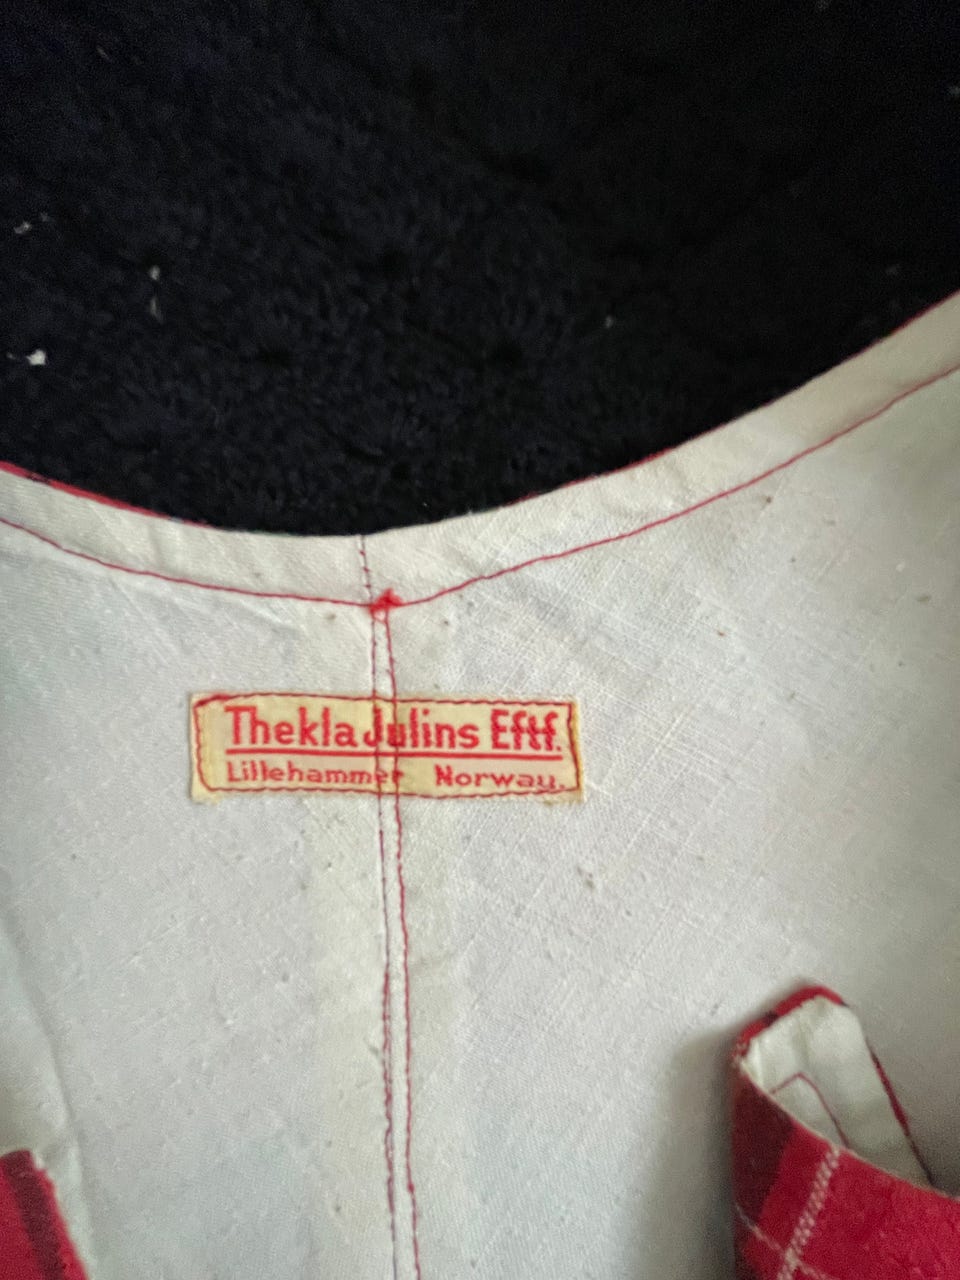 Thekla Julins Eftf.
Lillehammer Norway.